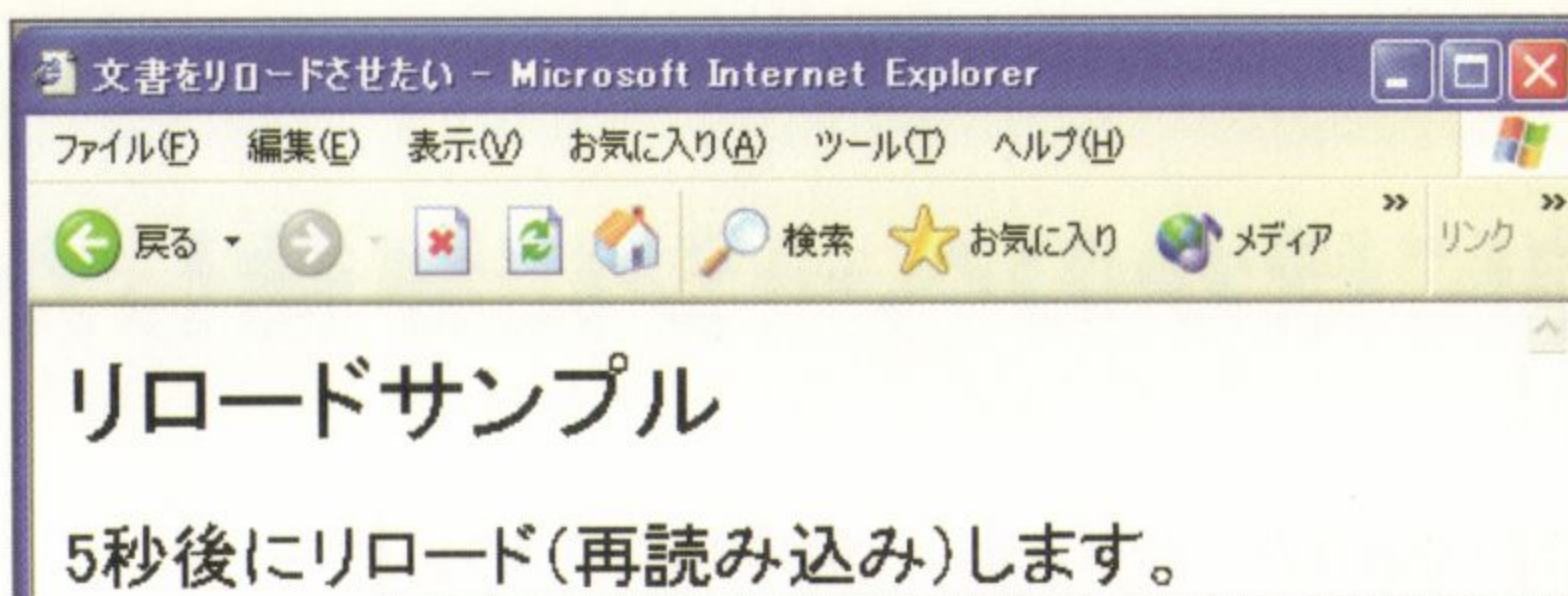 文書をリロードさせたい - Microsoft Internet Explorer
ファイル(F) 編集(E) 表示(V) お気に入り(A) ツール(T) ヘルプ(H)
戻る 検索 お気に入り メディア » リンク »
リロードサンプル
5秒後にリロード(再読み込み)します。